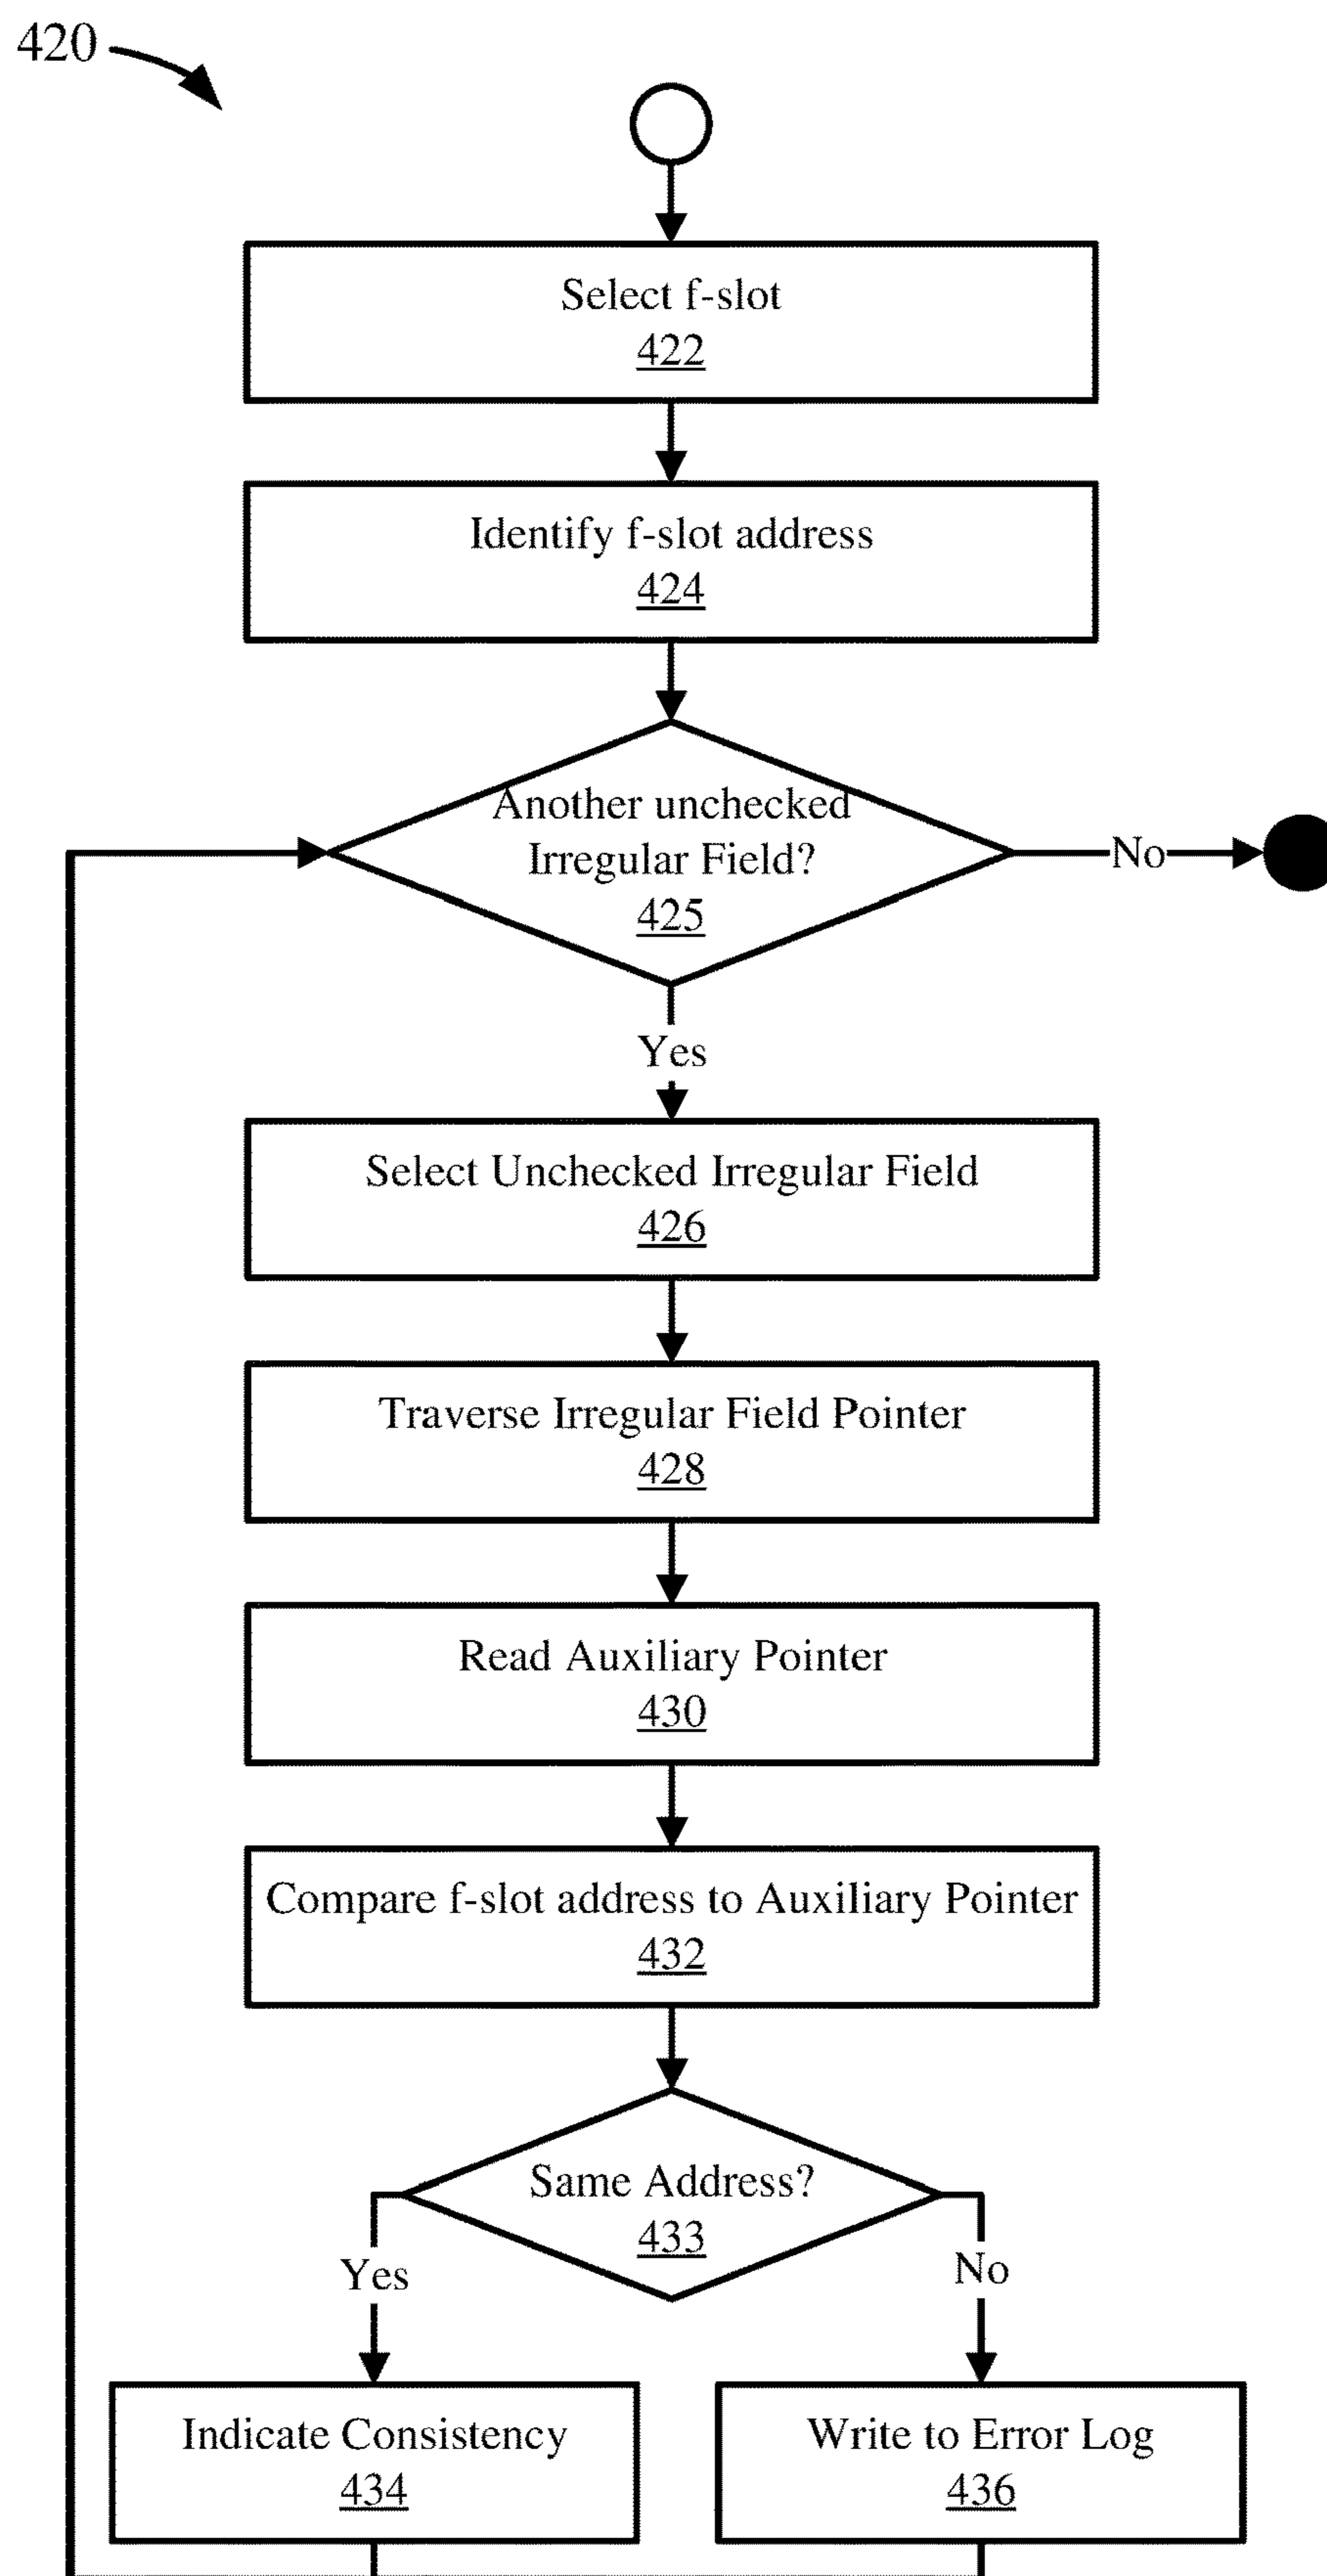 420
Select f-slot
422
Identify f-slot address
424
Another unchecked
Irregular Field?
425
No
Yes
Select Unchecked Irregular Field
426
Traverse Irregular Field Pointer
428
Read Auxiliary Pointer
430
Compare f-slot address to Auxiliary Pointer
432
Same Address?
433
Yes
No
Indicate Consistency
434
Write to Error Log
436